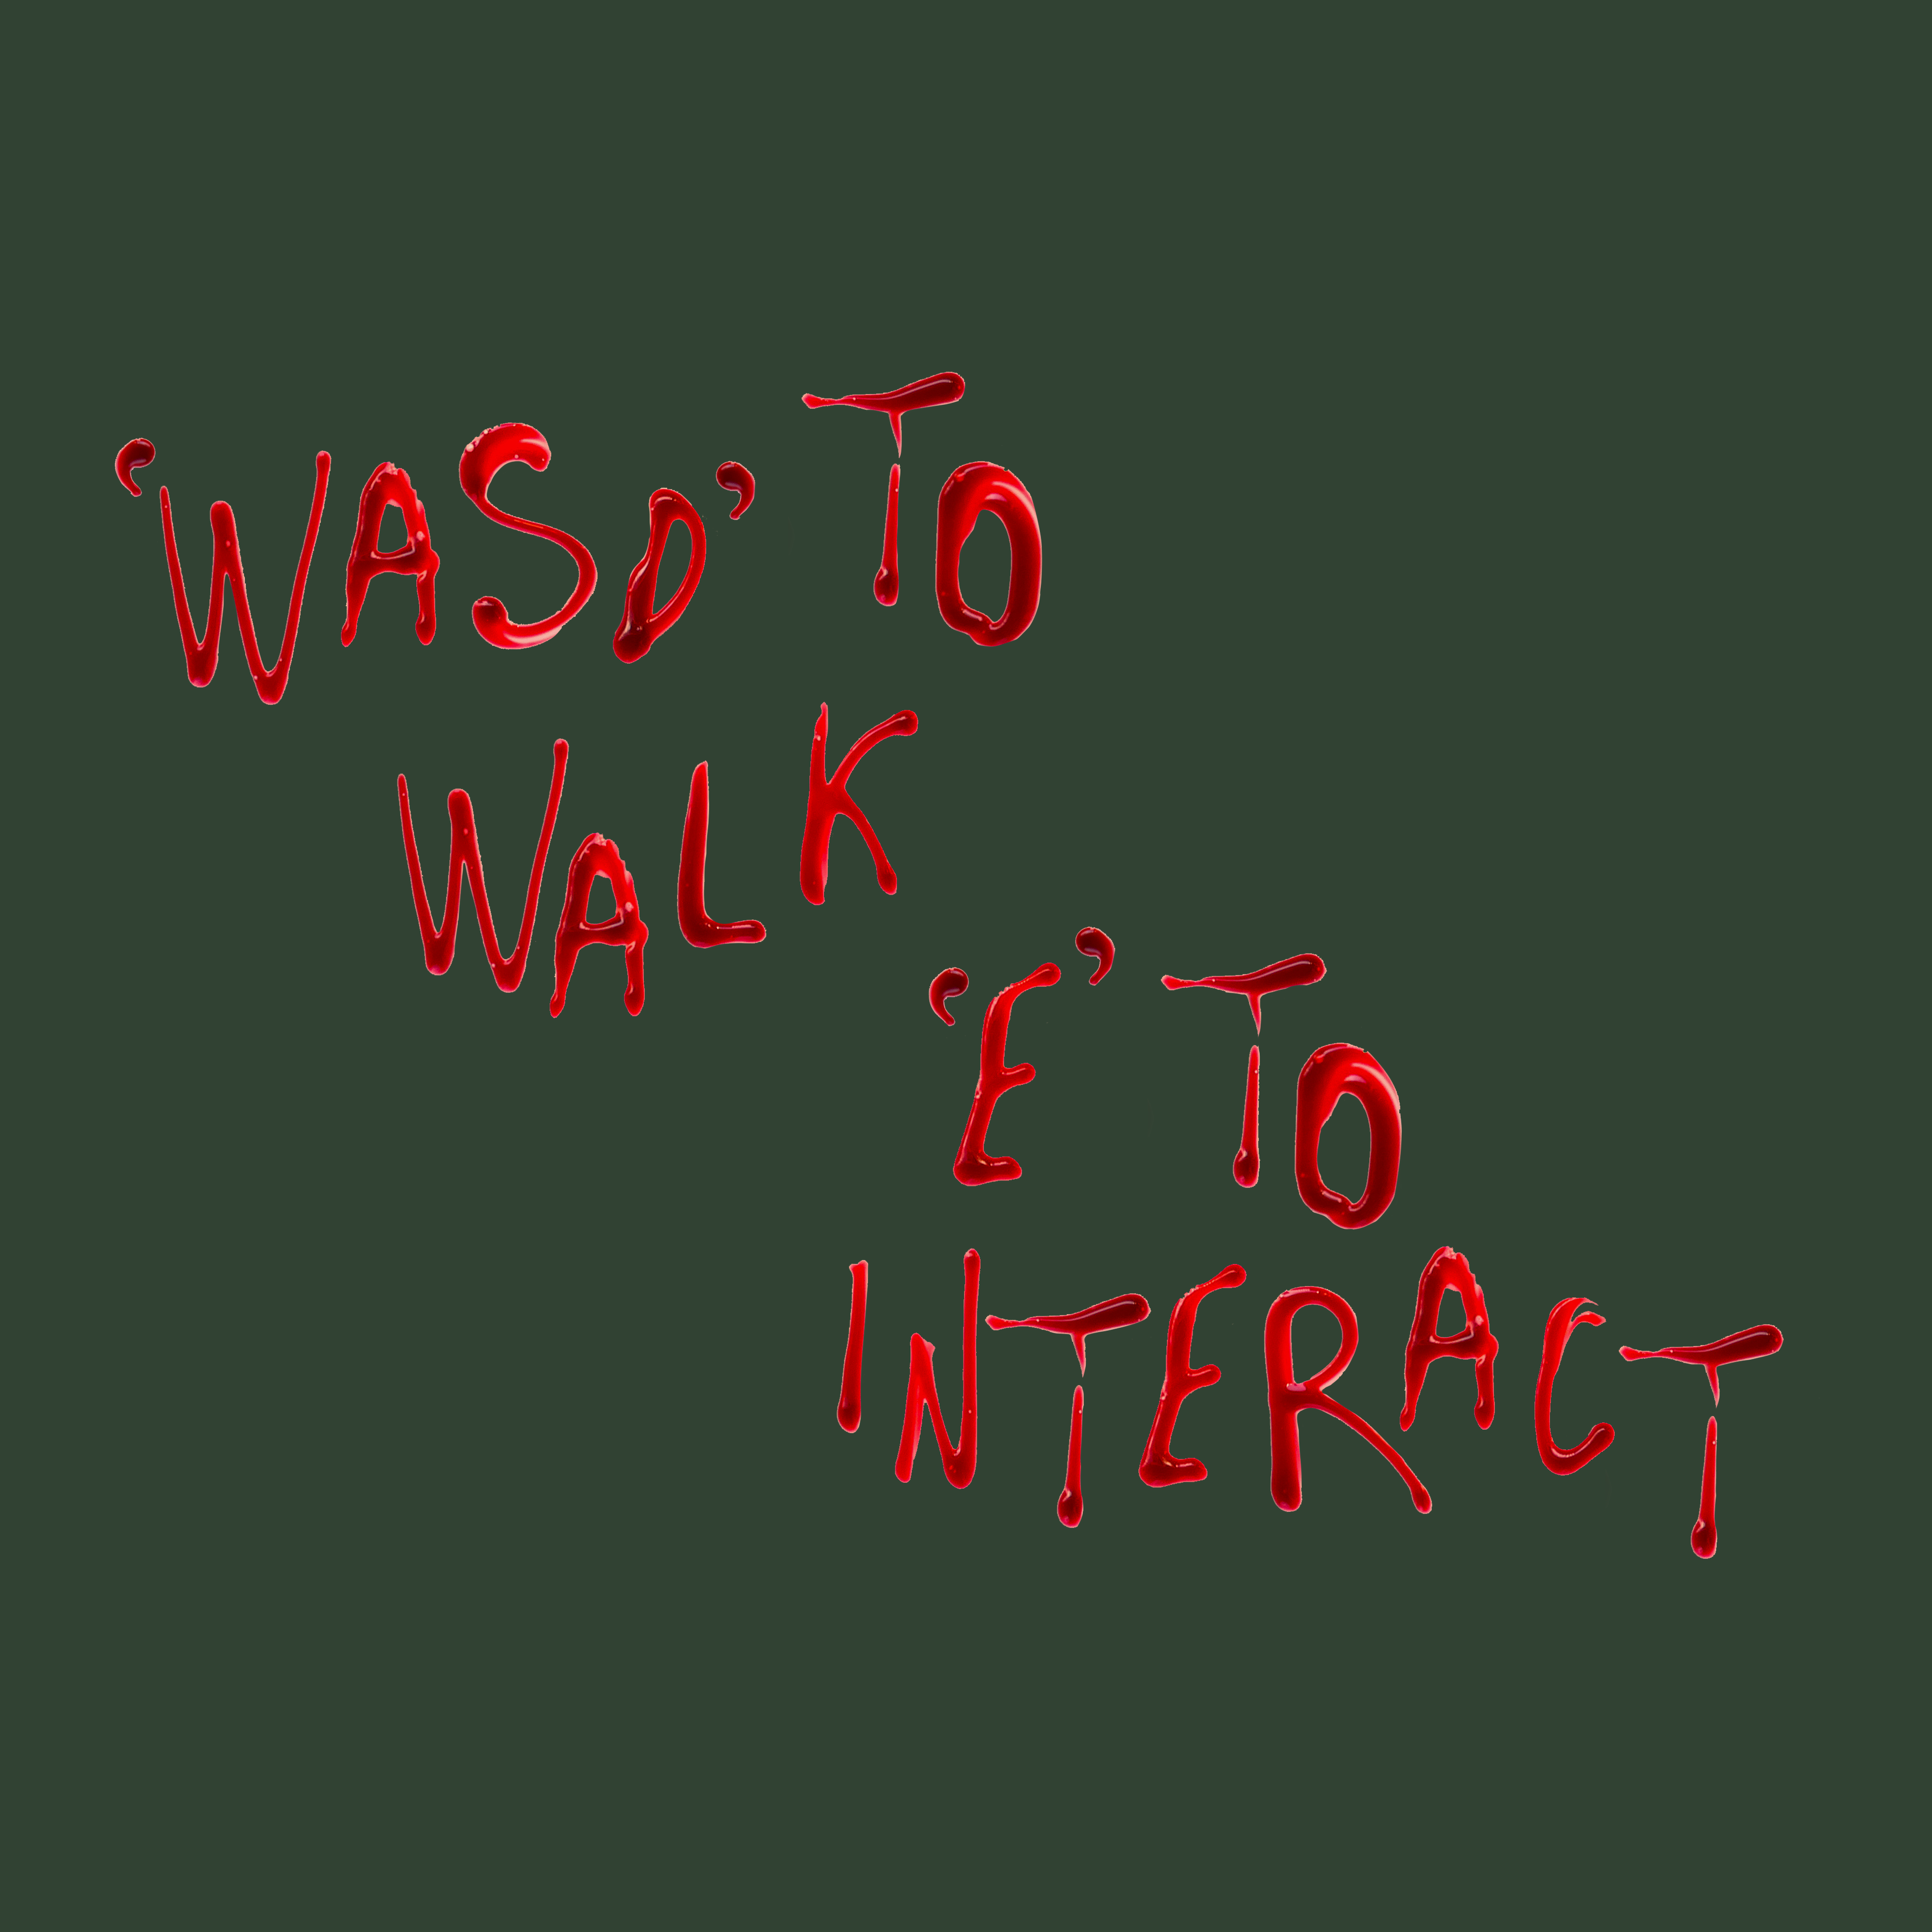 ‘WASD’ TO
WALK
‘E’ TO
INTERACT